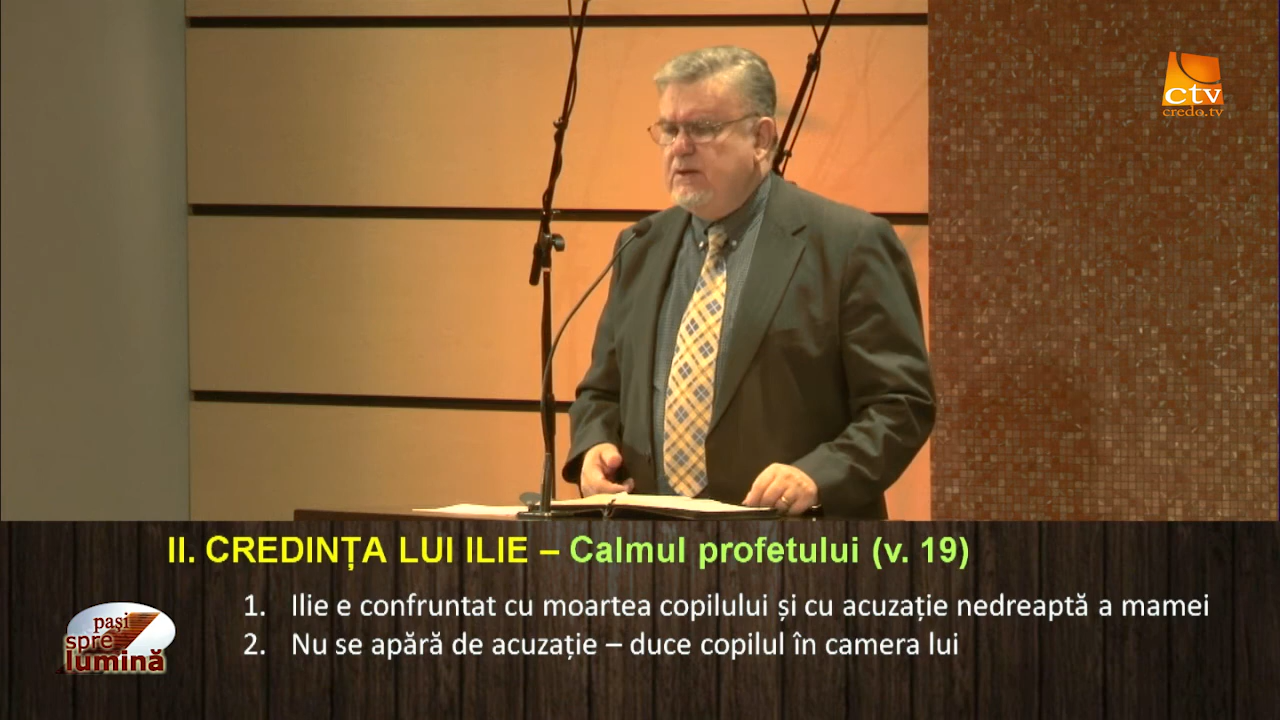 ctv
credo.tv
II. CREDINȚA LUI ILIE – Calmul profetului (v. 19)
1. Ilie e confruntat cu moartea copilului și cu acuzație nedreaptă a mamei
2. Nu se apără de acuzație – duce copilul în camera lui
pași
spre
lumină